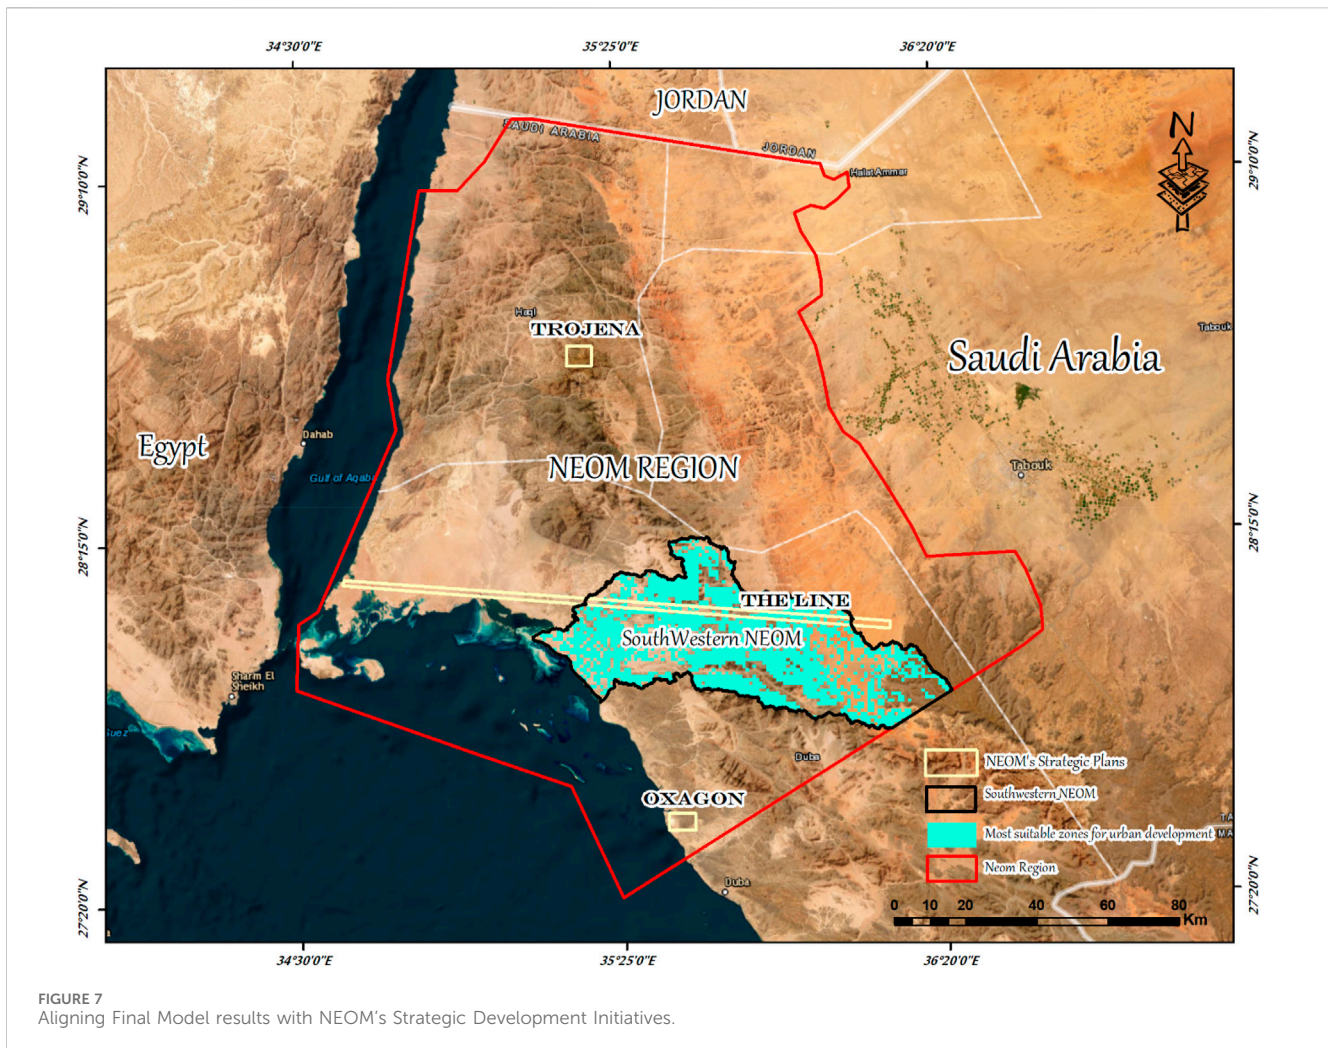 34°30'0"E 35°25'0"E 36°20'0"E
JORDAN
N
SAUDI ARABIA
JORDAN
Halat Ammar
29°10'0"N
29°10'0"N
Haql
TROJENA
Tabouk
Saudi Arabia
Egypt
Dahab
Gulf of Aqaba
NEOM REGION
Tabouk
28°15'0"N
28°15'0"N
THE LINE
SouthWestern NEOM
Sharm El
Sheikh
Suez
Duba
NEOM's Strategic Plans
Southwestern_NEOM
OXAGON
Most suitable zones for urban development
TA
MA
Neom Region
Duba
27°20'0"N
27°20'0"N
0 10 20 40 60 80
Km
34°30'0"E 35°25'0"E 36°20'0"E
FIGURE 7
Aligning Final Model results with NEOM's Strategic Development Initiatives.